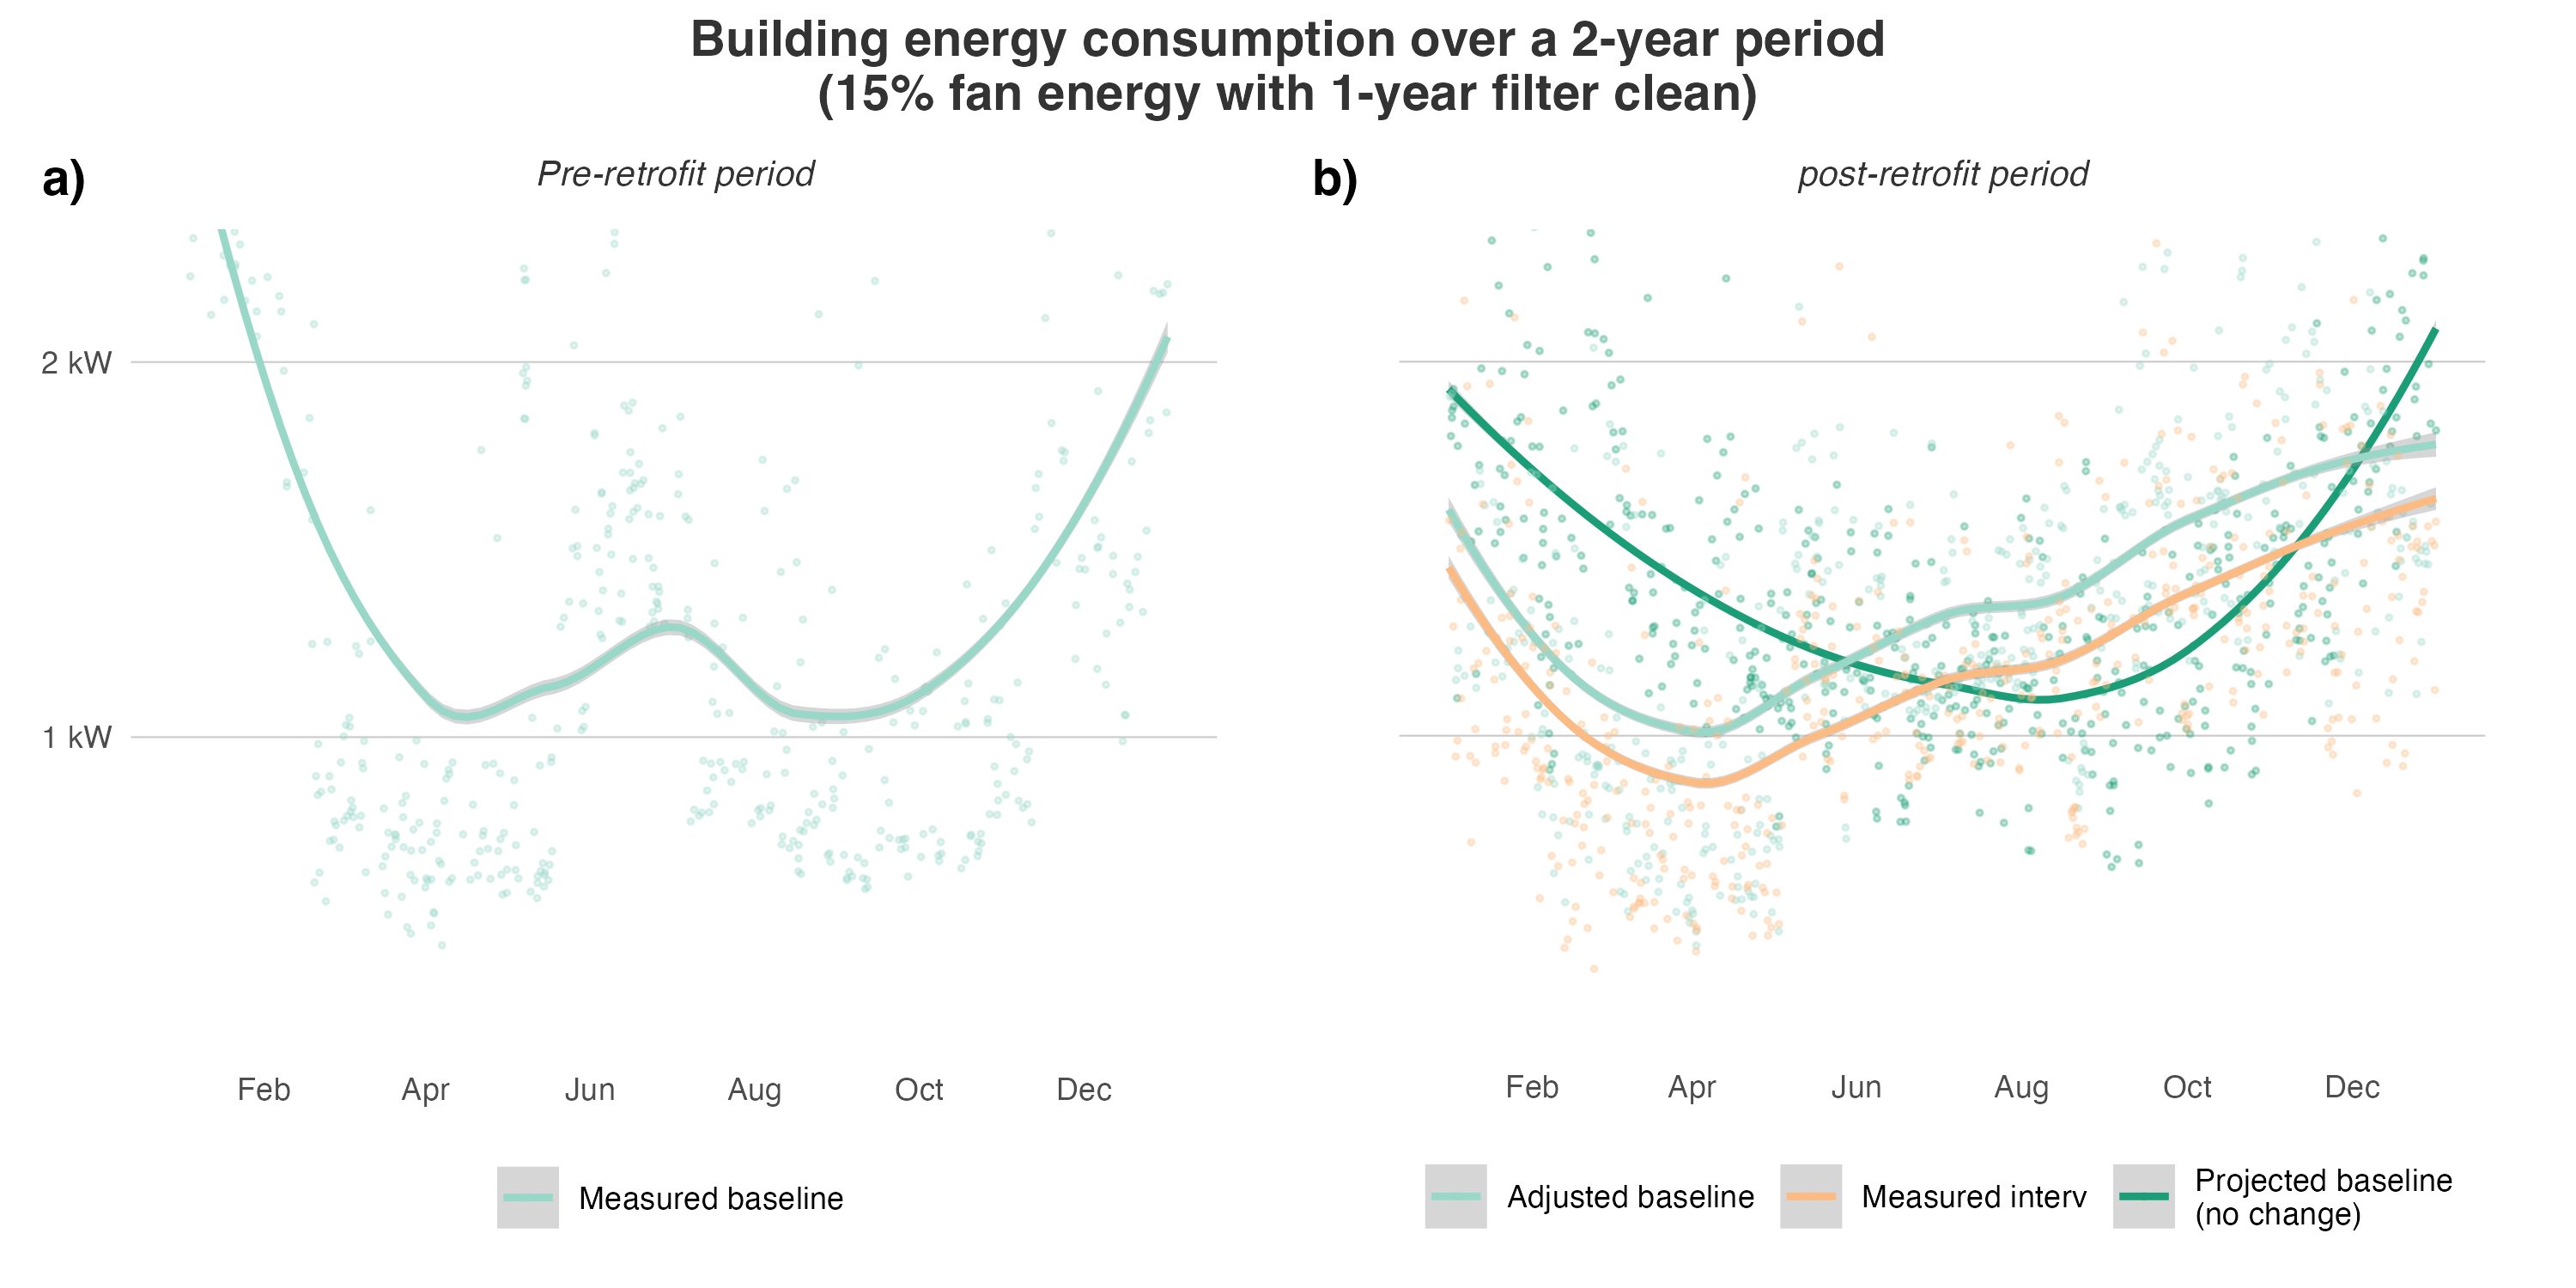 Building energy consumption over a 2-year period
(15% fan energy with 1-year filter clean)
a)
Pre-retrofit period
2 kW
1 kW
Feb Apr Jun Aug Oct Dec
Measured baseline
b)
post-retrofit period
Feb Apr Jun Aug Oct Dec
Adjusted baseline Measured interv Projected baseline
(no change)